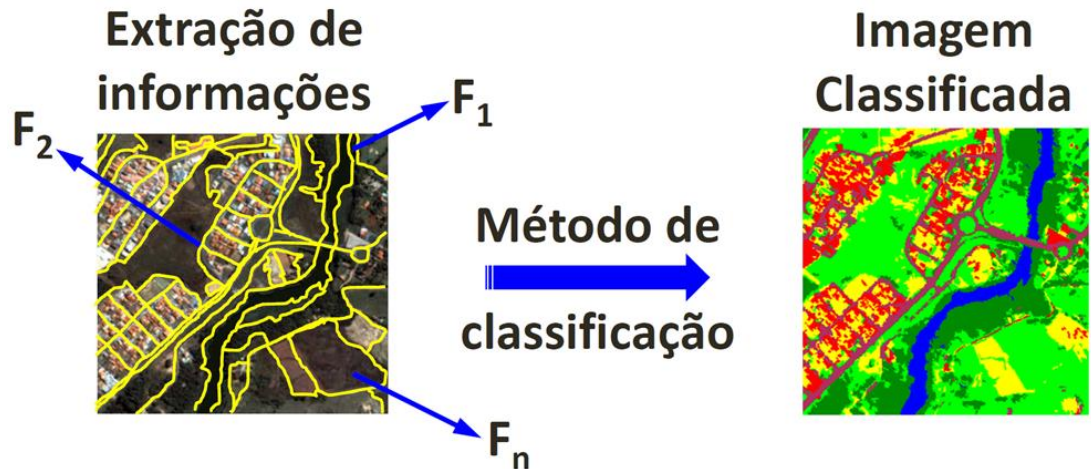 Extração de
informações
F₁
F₂
Fₙ
Método de
classificação
Imagem
Classificada